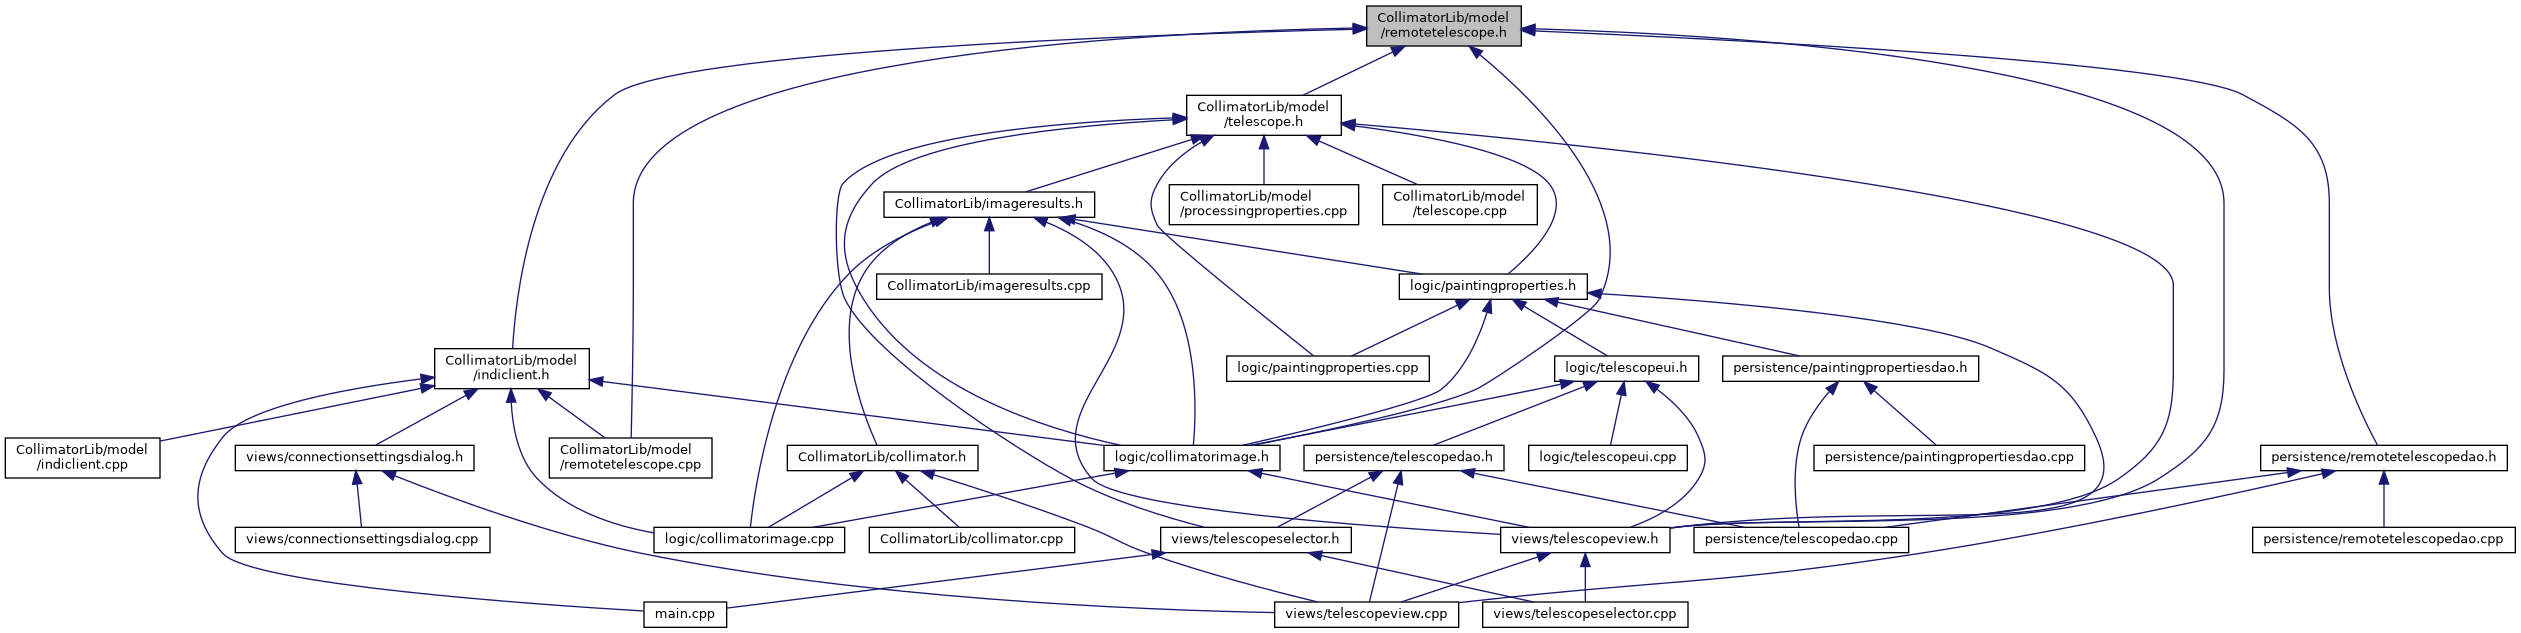 CollimatorLib/model
/remotetelescope.h
CollimatorLib/model
/telescope.h
CollimatorLib/imageresults.h
CollimatorLib/model
/processingproperties.cpp
CollimatorLib/model
/telescope.cpp
CollimatorLib/imageresults.cpp
logic/paintingproperties.h
CollimatorLib/model
/indiclient.h
logic/paintingproperties.cpp
logic/telescopeui.h
persistence/paintingpropertiesdao.h
CollimatorLib/model
/indiclient.cpp
views/connectionsettingsdialog.h
CollimatorLib/model
/remotetelescope.cpp
CollimatorLib/collimator.h
logic/collimatorimage.h
persistence/telescopedao.h
logic/telescopeui.cpp
persistence/paintingpropertiesdao.cpp
persistence/remotetelescopedao.h
views/connectionsettingsdialog.cpp
logic/collimatorimage.cpp
CollimatorLib/collimator.cpp
views/telescopeselector.h
views/telescopeview.h
persistence/telescopedao.cpp
persistence/remotetelescopedao.cpp
main.cpp
views/telescopeview.cpp
views/telescopeselector.cpp